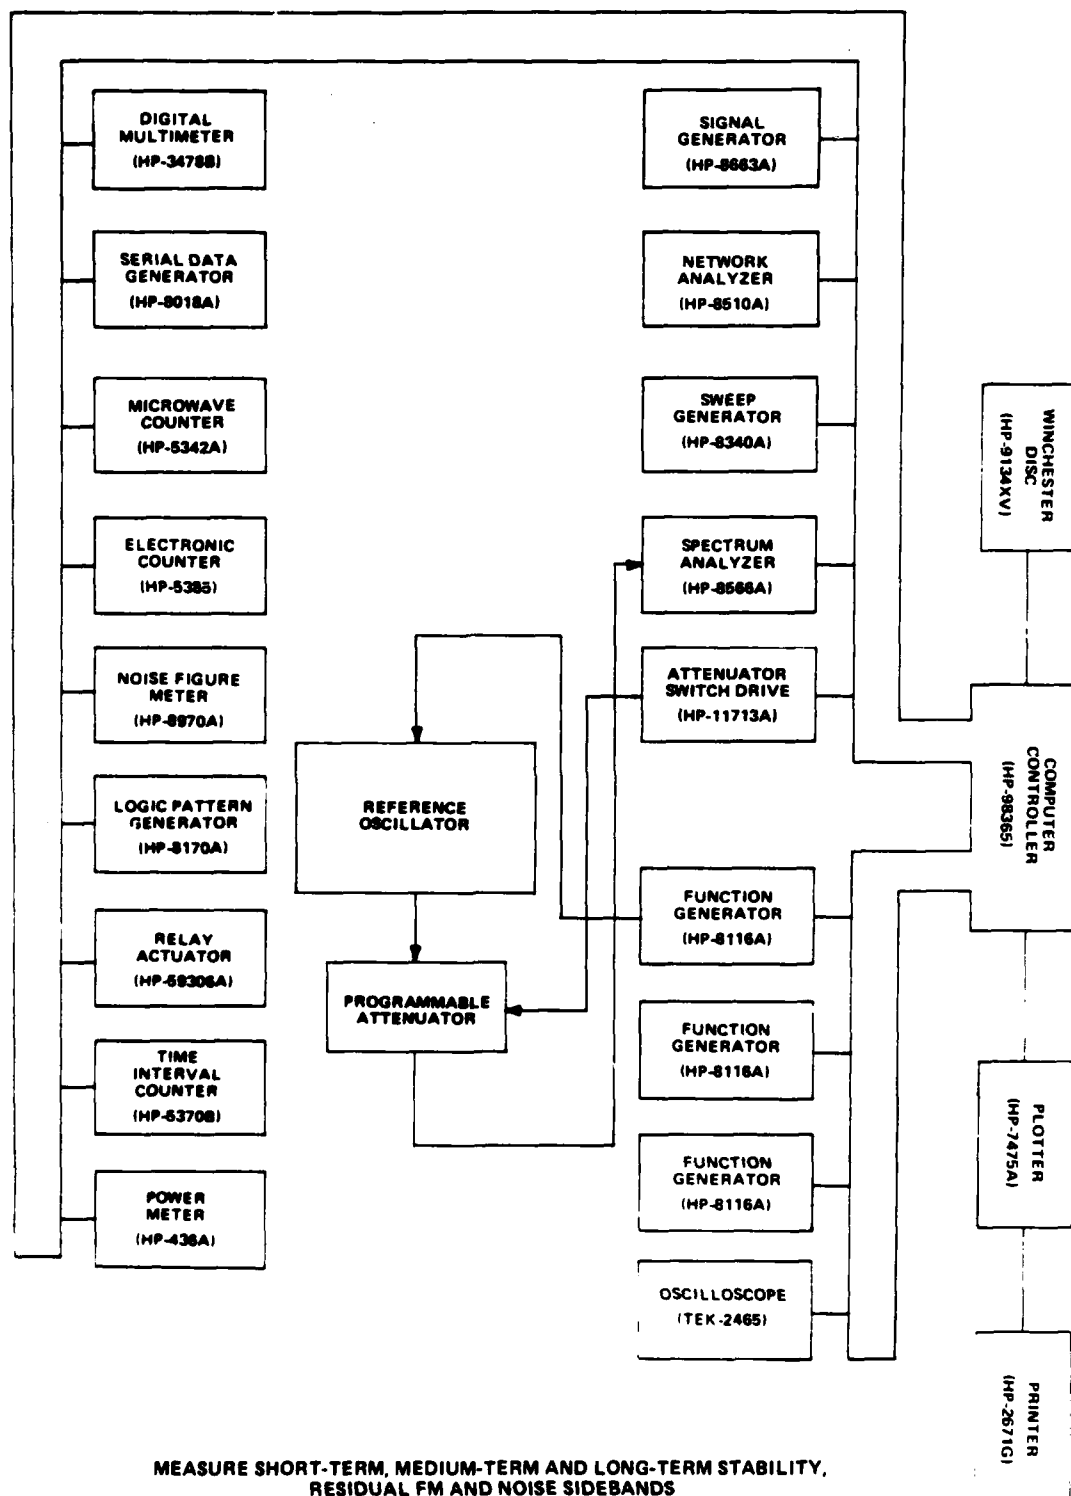 DIGITAL
MULTIMETER
(HP-3478B)
SERIAL DATA
GENERATOR
(HP-8018A)
MICROWAVE
COUNTER
(HP-5342A)
ELECTRONIC
COUNTER
(HP-5385)
NOISE FIGURE
METER
(HP-8970A)
LOGIC PATTERN
GENERATOR
(HP-8170A)
RELAY
ACTUATOR
(HP-59306A)
TIME
INTERVAL
COUNTER
(HP-5370B)
POWER
METER
(HP-436A)
REFERENCE
OSCILLATOR
PROGRAMMABLE
ATTENUATOR
SIGNAL
GENERATOR
(HP-8663A)
NETWORK
ANALYZER
(HP-8510A)
SWEEP
GENERATOR
(HP-8340A)
SPECTRUM
ANALYZER
(HP-8566A)
ATTENUATOR
SWITCH DRIVE
(HP-11713A)
FUNCTION
GENERATOR
(HP-8116A)
FUNCTION
GENERATOR
(HP-8116A)
FUNCTION
GENERATOR
(HP-8116A)
OSCILLOSCOPE
(TEK-2465)
WINCHESTER
DISC
(HP-9134XV)
COMPUTER
CONTROLLER
(HP-98365)
PLOTTER
(HP-7475A)
PRINTER
(HP-2671G)
MEASURE SHORT-TERM, MEDIUM-TERM AND LONG-TERM STABILITY,
RESIDUAL FM AND NOISE SIDEBANDS